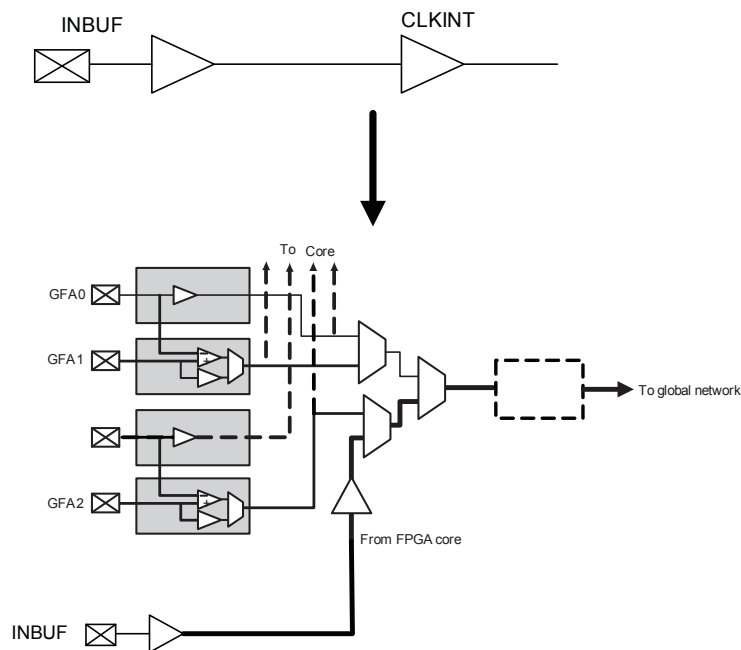 INBUF CLKINT
To Core
GFA0
GFA1
To global network
GFA2
From FPGA core
INBUF